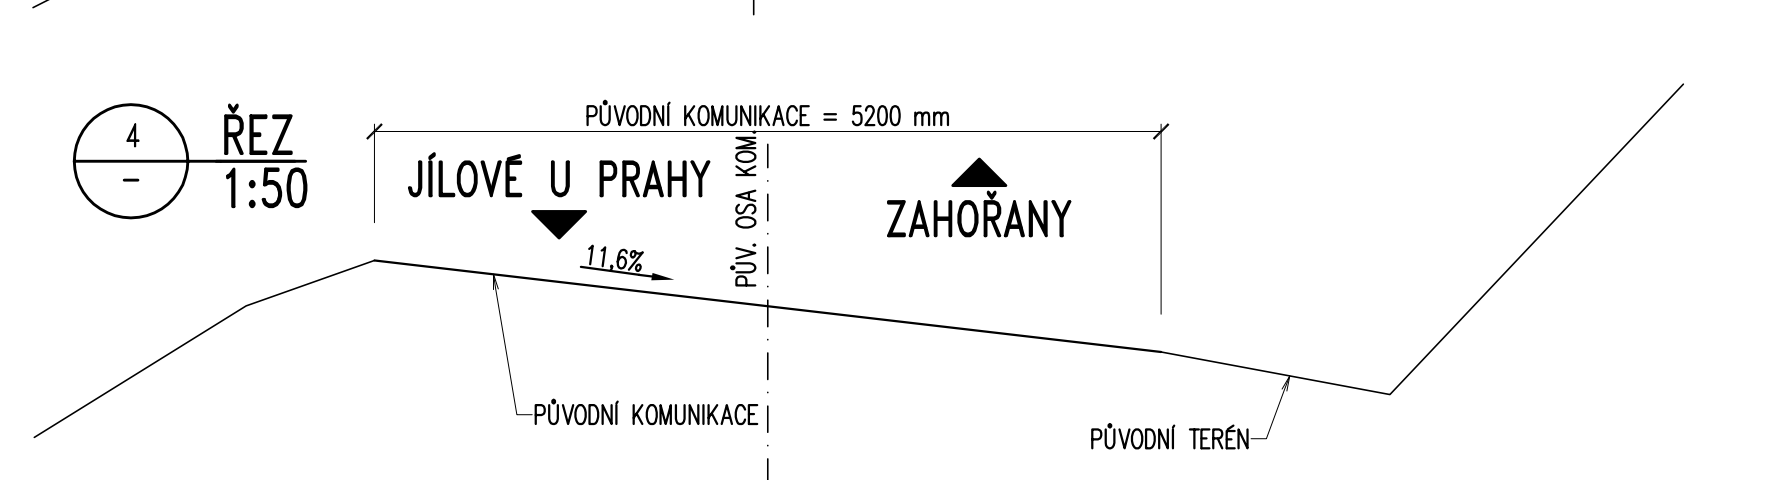 4
–
ŘEZ
1:50
PŮVODNÍ KOMUNIKACE = 5200 mm
JÍLOVÉ U PRAHY
PŮV. OSA KOM.
ZAHOŘANY
11,6%
PŮVODNÍ KOMUNIKACE
PŮVODNÍ TERÉN